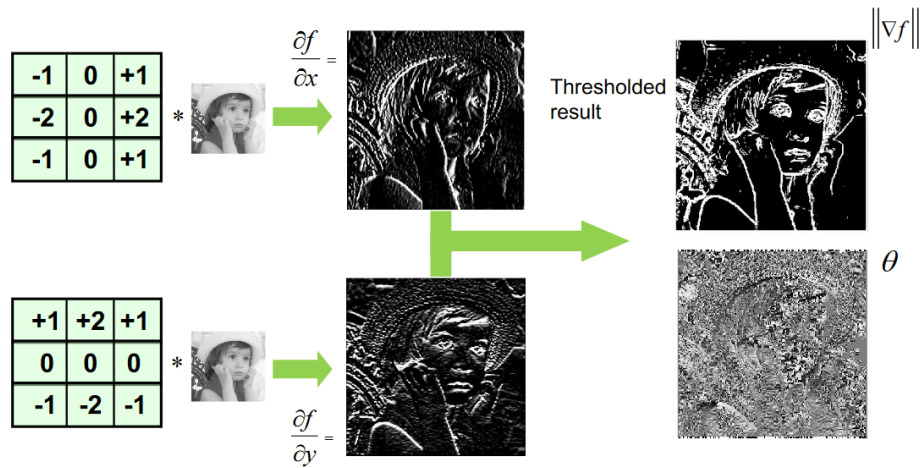 -1 0 +1
-2 0 +2
-1 0 +1
*
∂f/∂x =
Thresholded
result
‖∇f‖
θ
+1 +2 +1
0 0 0
-1 -2 -1
*
∂f/∂y =